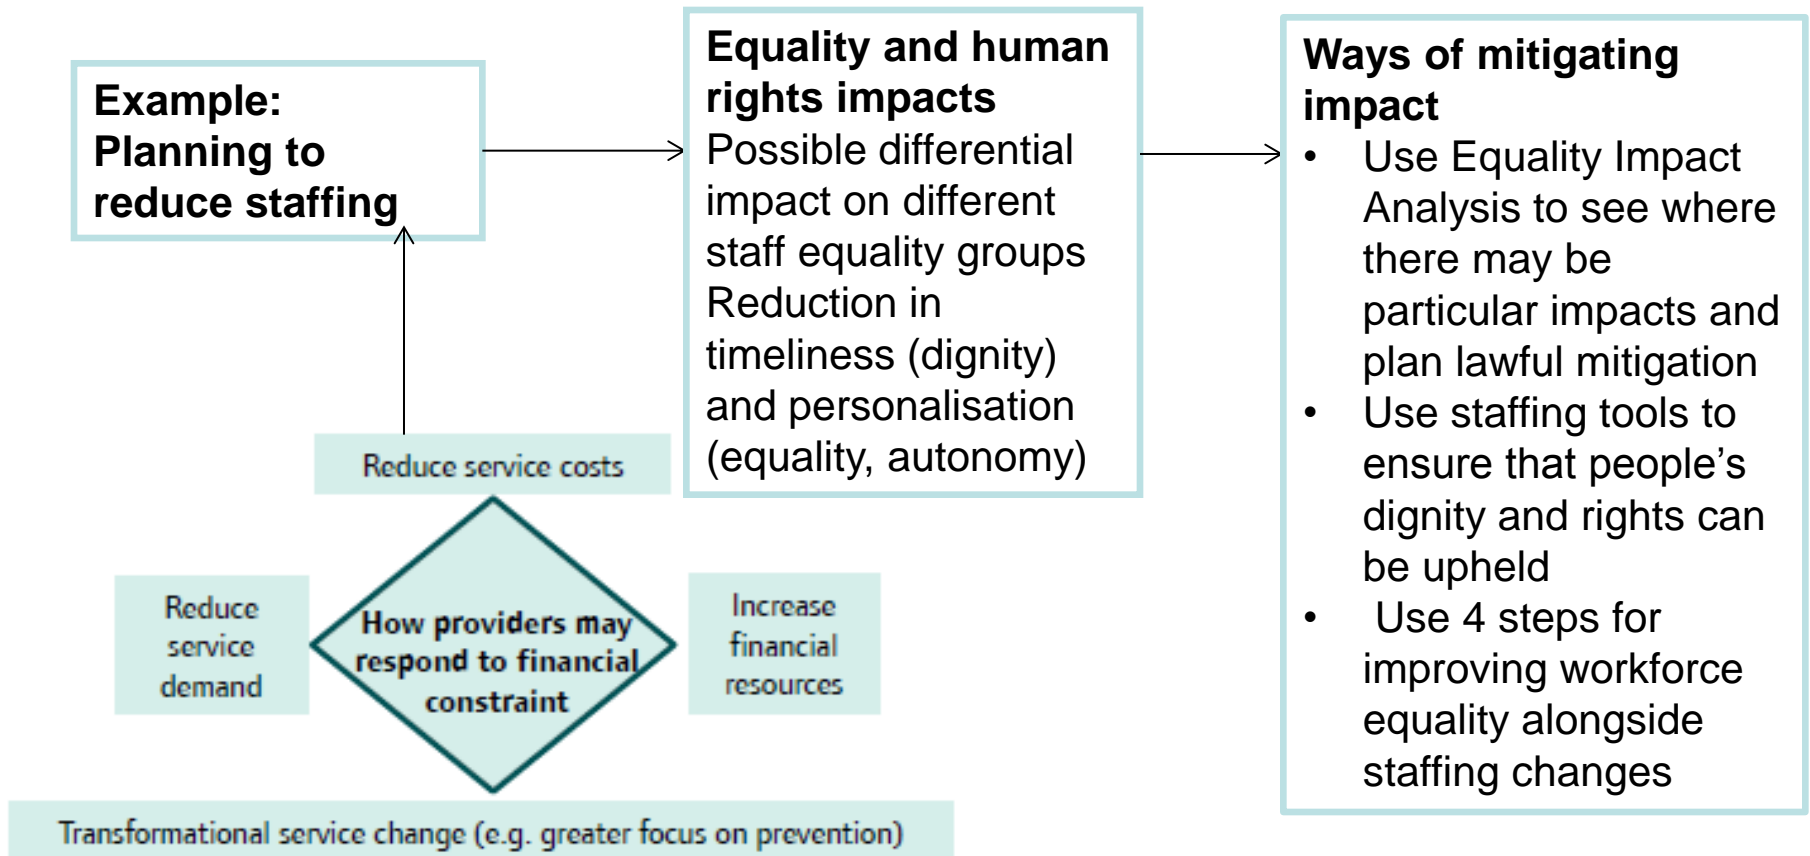 Example:
Planning to
reduce staffing
Equality and human
rights impacts
Possible differential
impact on different
staff equality groups
Reduction in
timeliness (dignity)
and personalisation
(equality, autonomy)
Ways of mitigating
impact
• Use Equality Impact
Analysis to see where
there may be
particular impacts and
plan lawful mitigation
• Use staffing tools to
ensure that people’s
dignity and rights can
be upheld
• Use 4 steps for
improving workforce
equality alongside
staffing changes
Reduce service costs
Reduce
service
demand
How providers may
respond to financial
constraint
Increase
financial
resources
Transformational service change (e.g. greater focus on prevention)